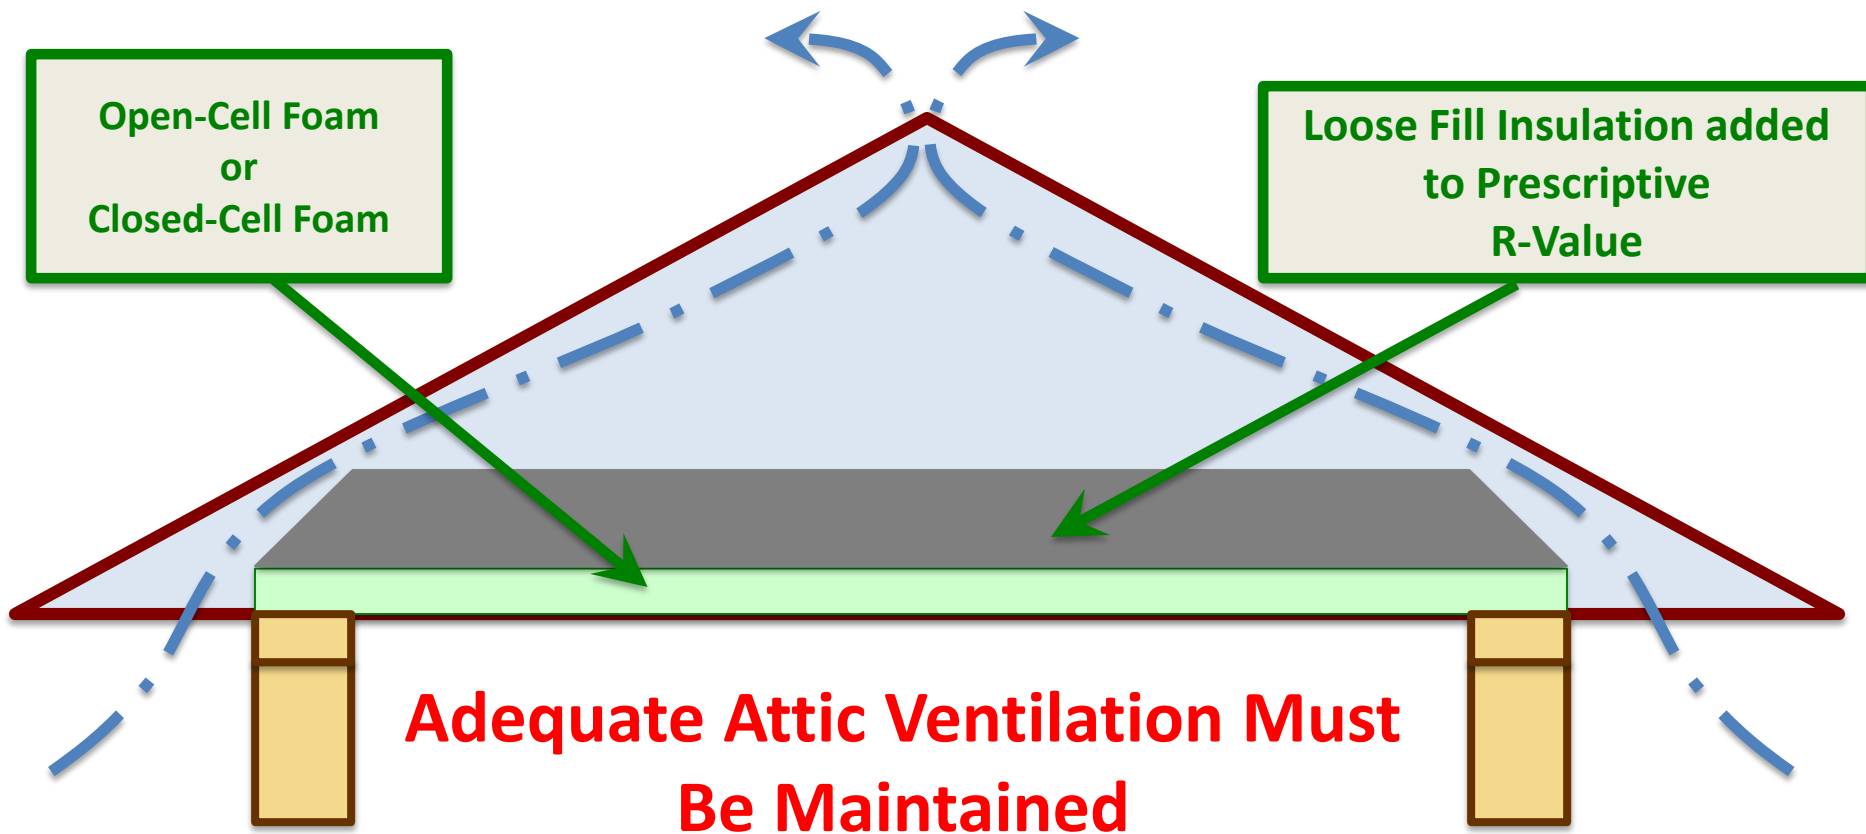 Open-Cell Foam
or
Closed-Cell Foam
Loose Fill Insulation added
to Prescriptive
R-Value
Adequate Attic Ventilation Must
Be Maintained